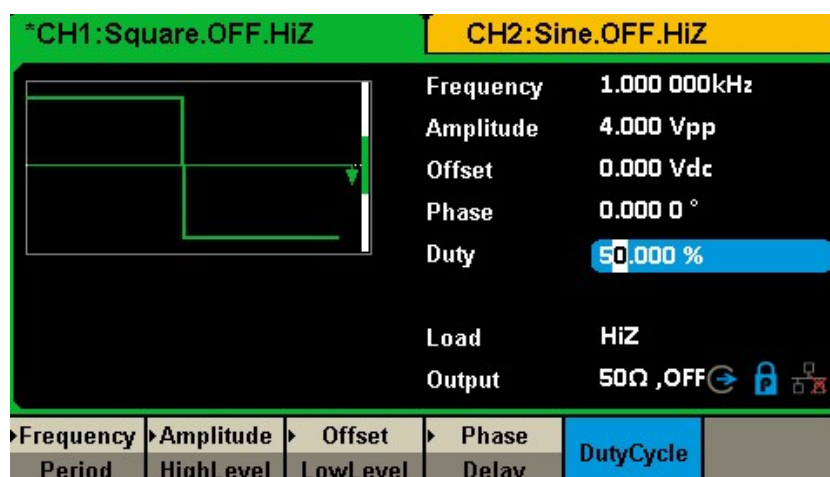 *CH1:Square.OFF.HiZ
CH2:Sine.OFF.HiZ
Frequency 1.000 000kHz
Amplitude 4.000 Vpp
Offset 0.000 Vdc
Phase 0.000 0 °
Duty 50.000 %
Load HiZ
Output 50Ω ,OFF
P
Frequency Amplitude Offset Phase DutyCycle
Period HighLevel LowLevel Delay